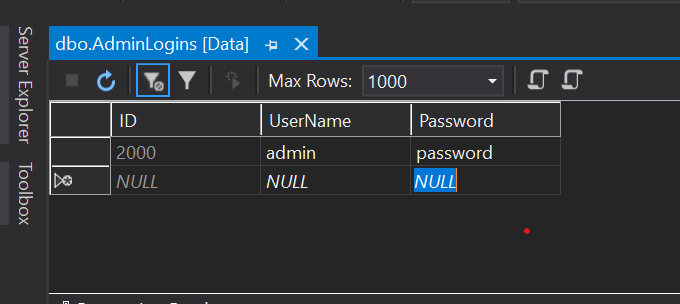 Server Explorer
Toolbox
dbo.AdminLogins [Data]
Max Rows: 1000
ID UserName Password
2000 admin password
NULL NULL NULL